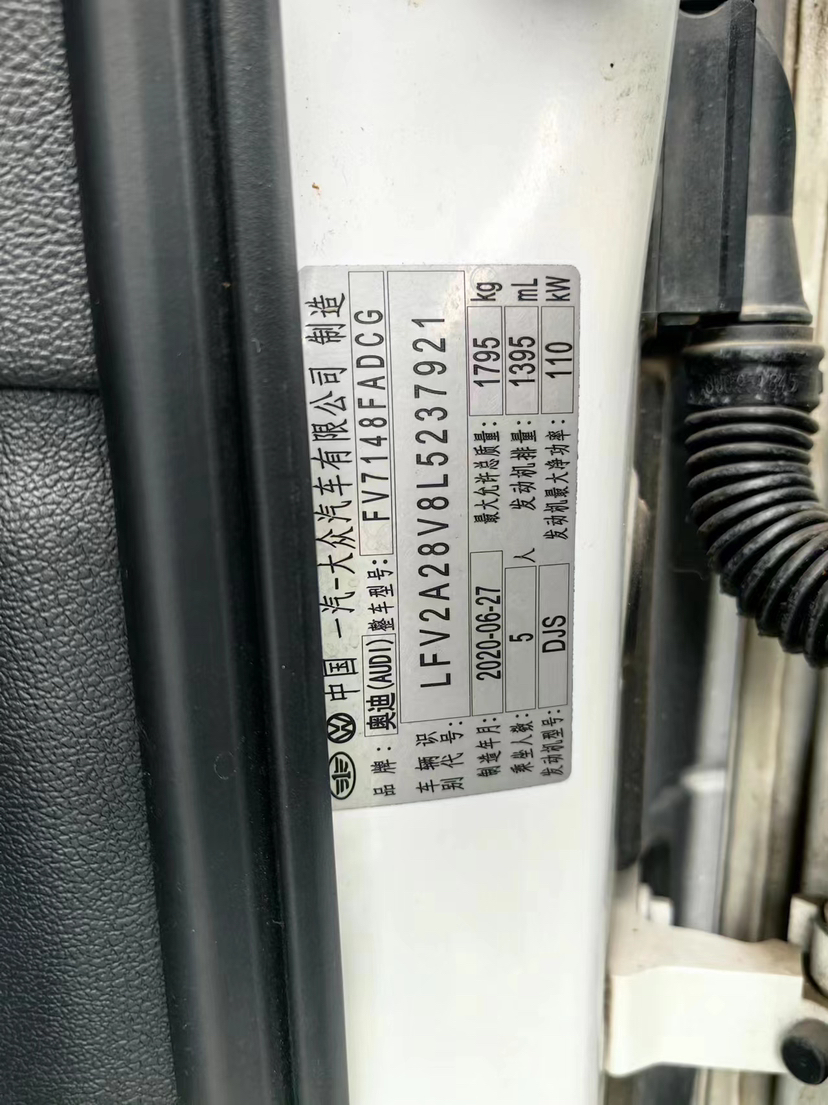 中国 一汽-大众汽车有限公司 制造
品牌: 奥迪(AUDI) 整车型号: FV7148FADCG
车辆识别代号: LFV2A28V8L5237921
制造年月: 2020-06-27 最大允许总质量: 1795 kg
乘坐人数: 5 人 发动机排量: 1395 mL
发动机型号: DJS 发动机最大净功率: 110 kW